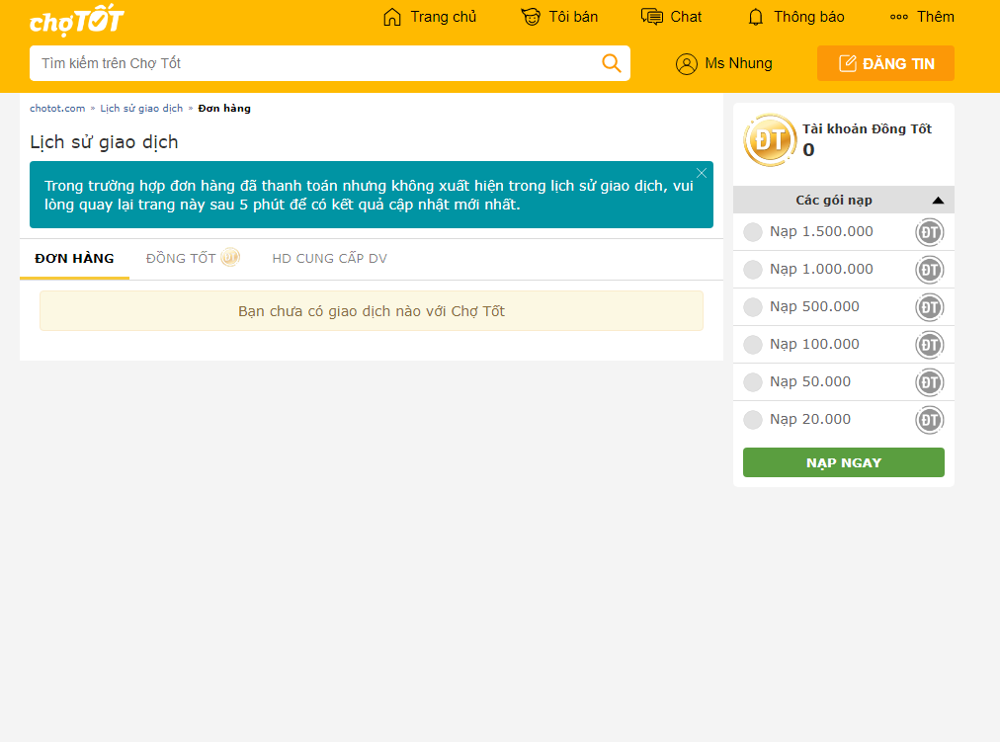 chợTỐT
Trang chủ
Tôi bán
Chat
Thông báo
Thêm
Tìm kiếm trên Chợ Tốt
Ms Nhung
ĐĂNG TIN
chotot.com » Lịch sử giao dịch » Đơn hàng
Lịch sử giao dịch
Trong trường hợp đơn hàng đã thanh toán nhưng không xuất hiện trong lịch sử giao dịch, vui
lòng quay lại trang này sau 5 phút để có kết quả cập nhật mới nhất.
ĐƠN HÀNG
ĐỒNG TỐT ĐT
HD CUNG CẤP DV
Bạn chưa có giao dịch nào với Chợ Tốt
ĐT
Tài khoản Đồng Tốt
0
Các gói nạp
Nạp 1.500.000 ĐT
Nạp 1.000.000 ĐT
Nạp 500.000 ĐT
Nạp 100.000 ĐT
Nạp 50.000 ĐT
Nạp 20.000 ĐT
NẠP NGAY